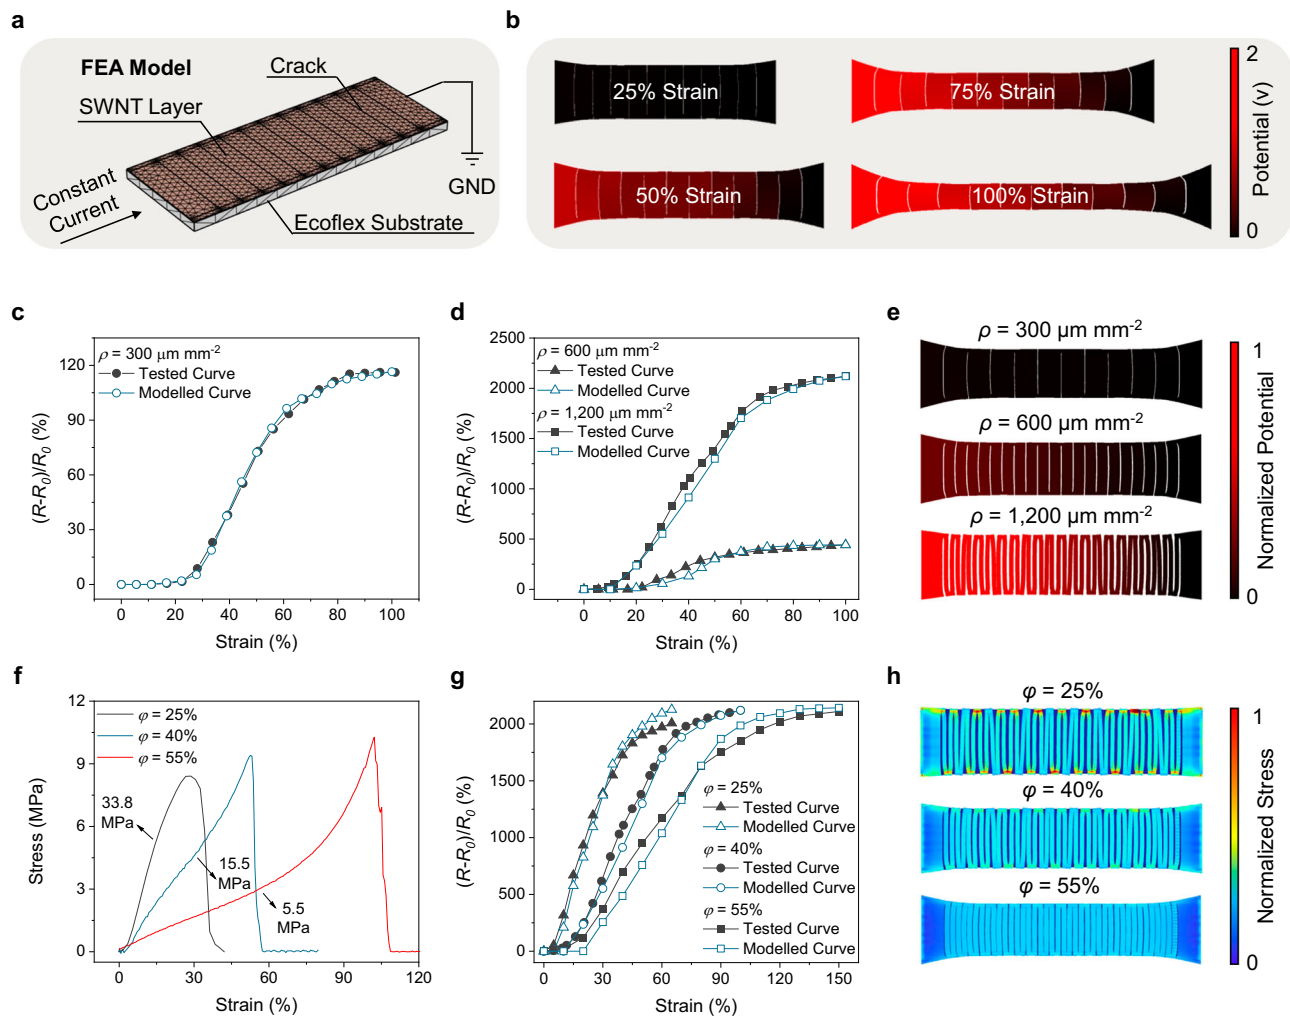 a
FEA Model
Crack
SWNT Layer
Constant
Current
GND
Ecoflex Substrate
b
25% Strain
75% Strain
50% Strain
100% Strain
2
Potential (v)
0
c
ρ = 300 µm mm⁻²
Tested Curve
Modelled Curve
120
90
60
30
0
0 20 40 60 80 100
(R-R₀)/R₀ (%)
Strain (%)
d
ρ = 600 µm mm⁻²
Tested Curve
Modelled Curve
ρ = 1,200 µm mm⁻²
Tested Curve
Modelled Curve
2500
2000
1500
1000
500
0
0 20 40 60 80 100
(R-R₀)/R₀ (%)
Strain (%)
e
ρ = 300 µm mm⁻²
ρ = 600 µm mm⁻²
ρ = 1,200 µm mm⁻²
1
Normalized Potential
0
f
φ = 25%
φ = 40%
φ = 55%
33.8
MPa
15.5
MPa
5.5
MPa
12
9
6
3
0
0 30 60 90 120
Stress (MPa)
Strain (%)
g
φ = 25%
Tested Curve
Modelled Curve
φ = 40%
Tested Curve
Modelled Curve
φ = 55%
Tested Curve
Modelled Curve
2000
1500
1000
500
0
0 30 60 90 120 150
(R-R₀)/R₀ (%)
Strain (%)
h
φ = 25%
φ = 40%
φ = 55%
1
Normalized Stress
0